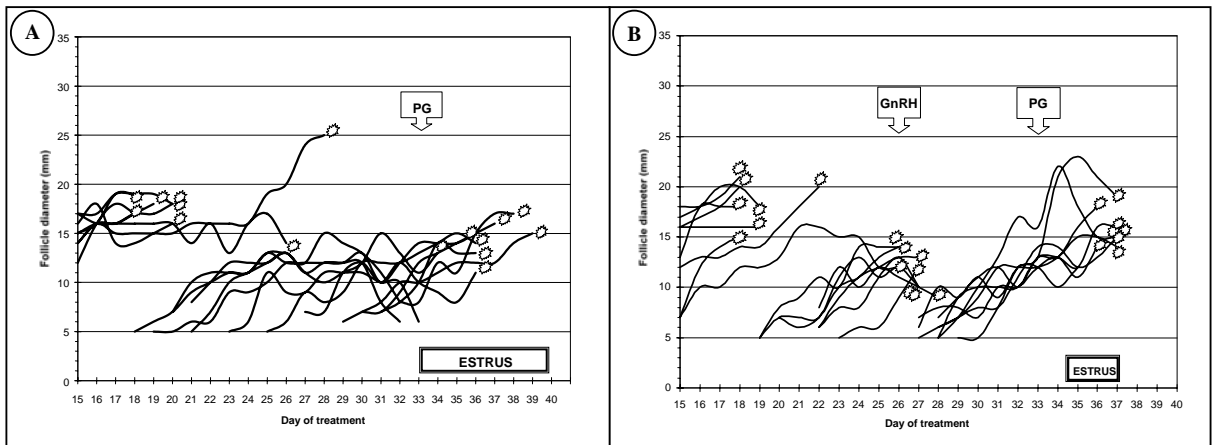 A
35
30
25
20
15
10
5
0
Follicle diameter (mm)
PG
ESTRUS
15 16 17 18 19 20 21 22 23 24 25 26 27 28 29 30 31 32 33 34 35 36 37 38 39 40
Day of treatment
B
35
30
25
20
15
10
5
0
Follicle diameter (mm)
GnRH
PG
ESTRUS
15 16 17 18 19 20 21 22 23 24 25 26 27 28 29 30 31 32 33 34 35 36 37 38 39 40
Day of treatment